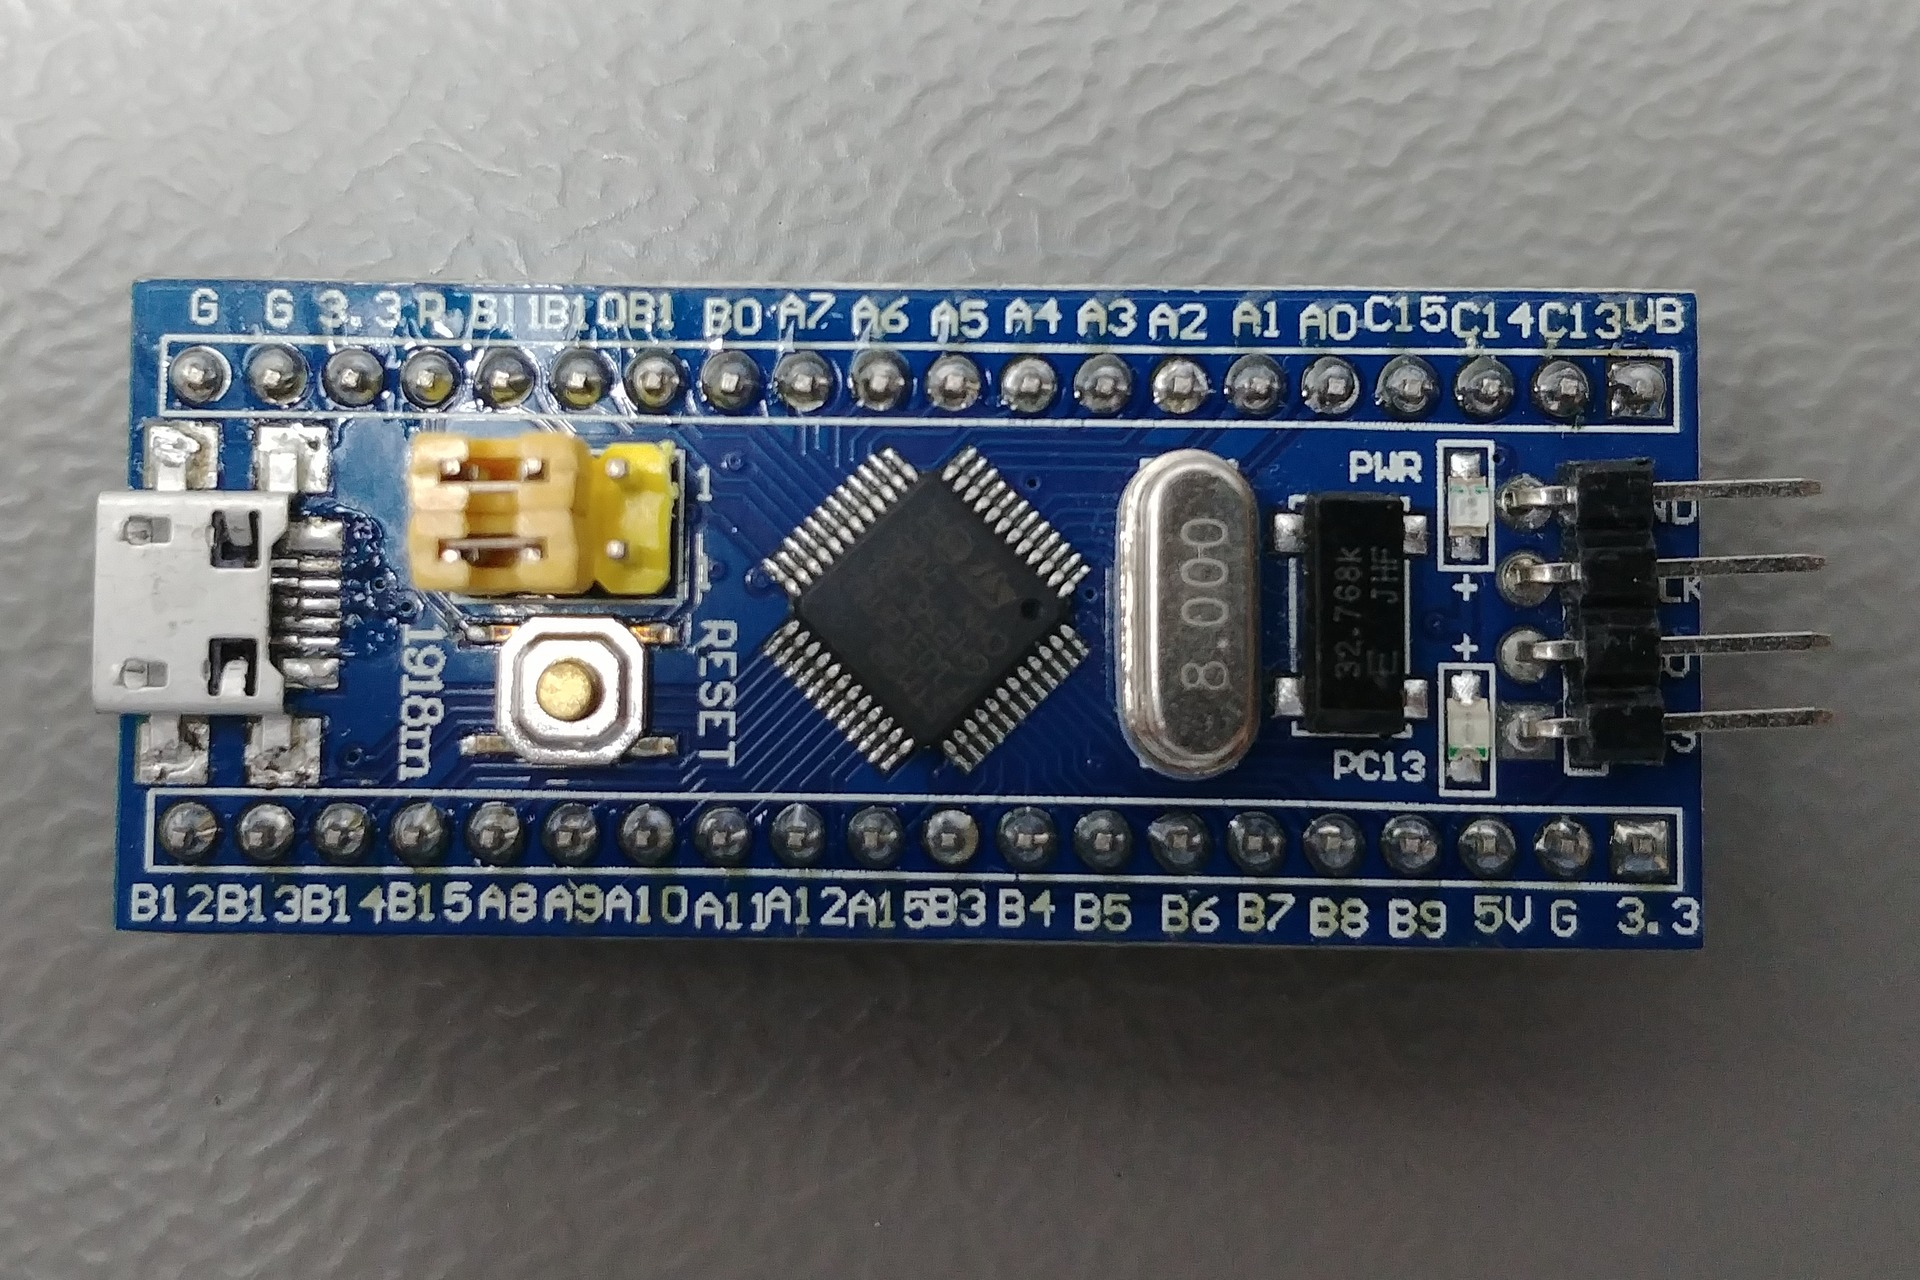 G G 3.3 R B11 B10 B1 B0 A7 A6 A5 A4 A3 A2 A1 A0 C15 C14 C13 VB
PWR
1
1
8.000
32.768K
JHF
E
+
+
1918m
RESET
PC13
B12 B13 B14 B15 A8 A9 A10 A11 A12 A15 B3 B4 B5 B6 B7 B8 B9 5V G 3.3